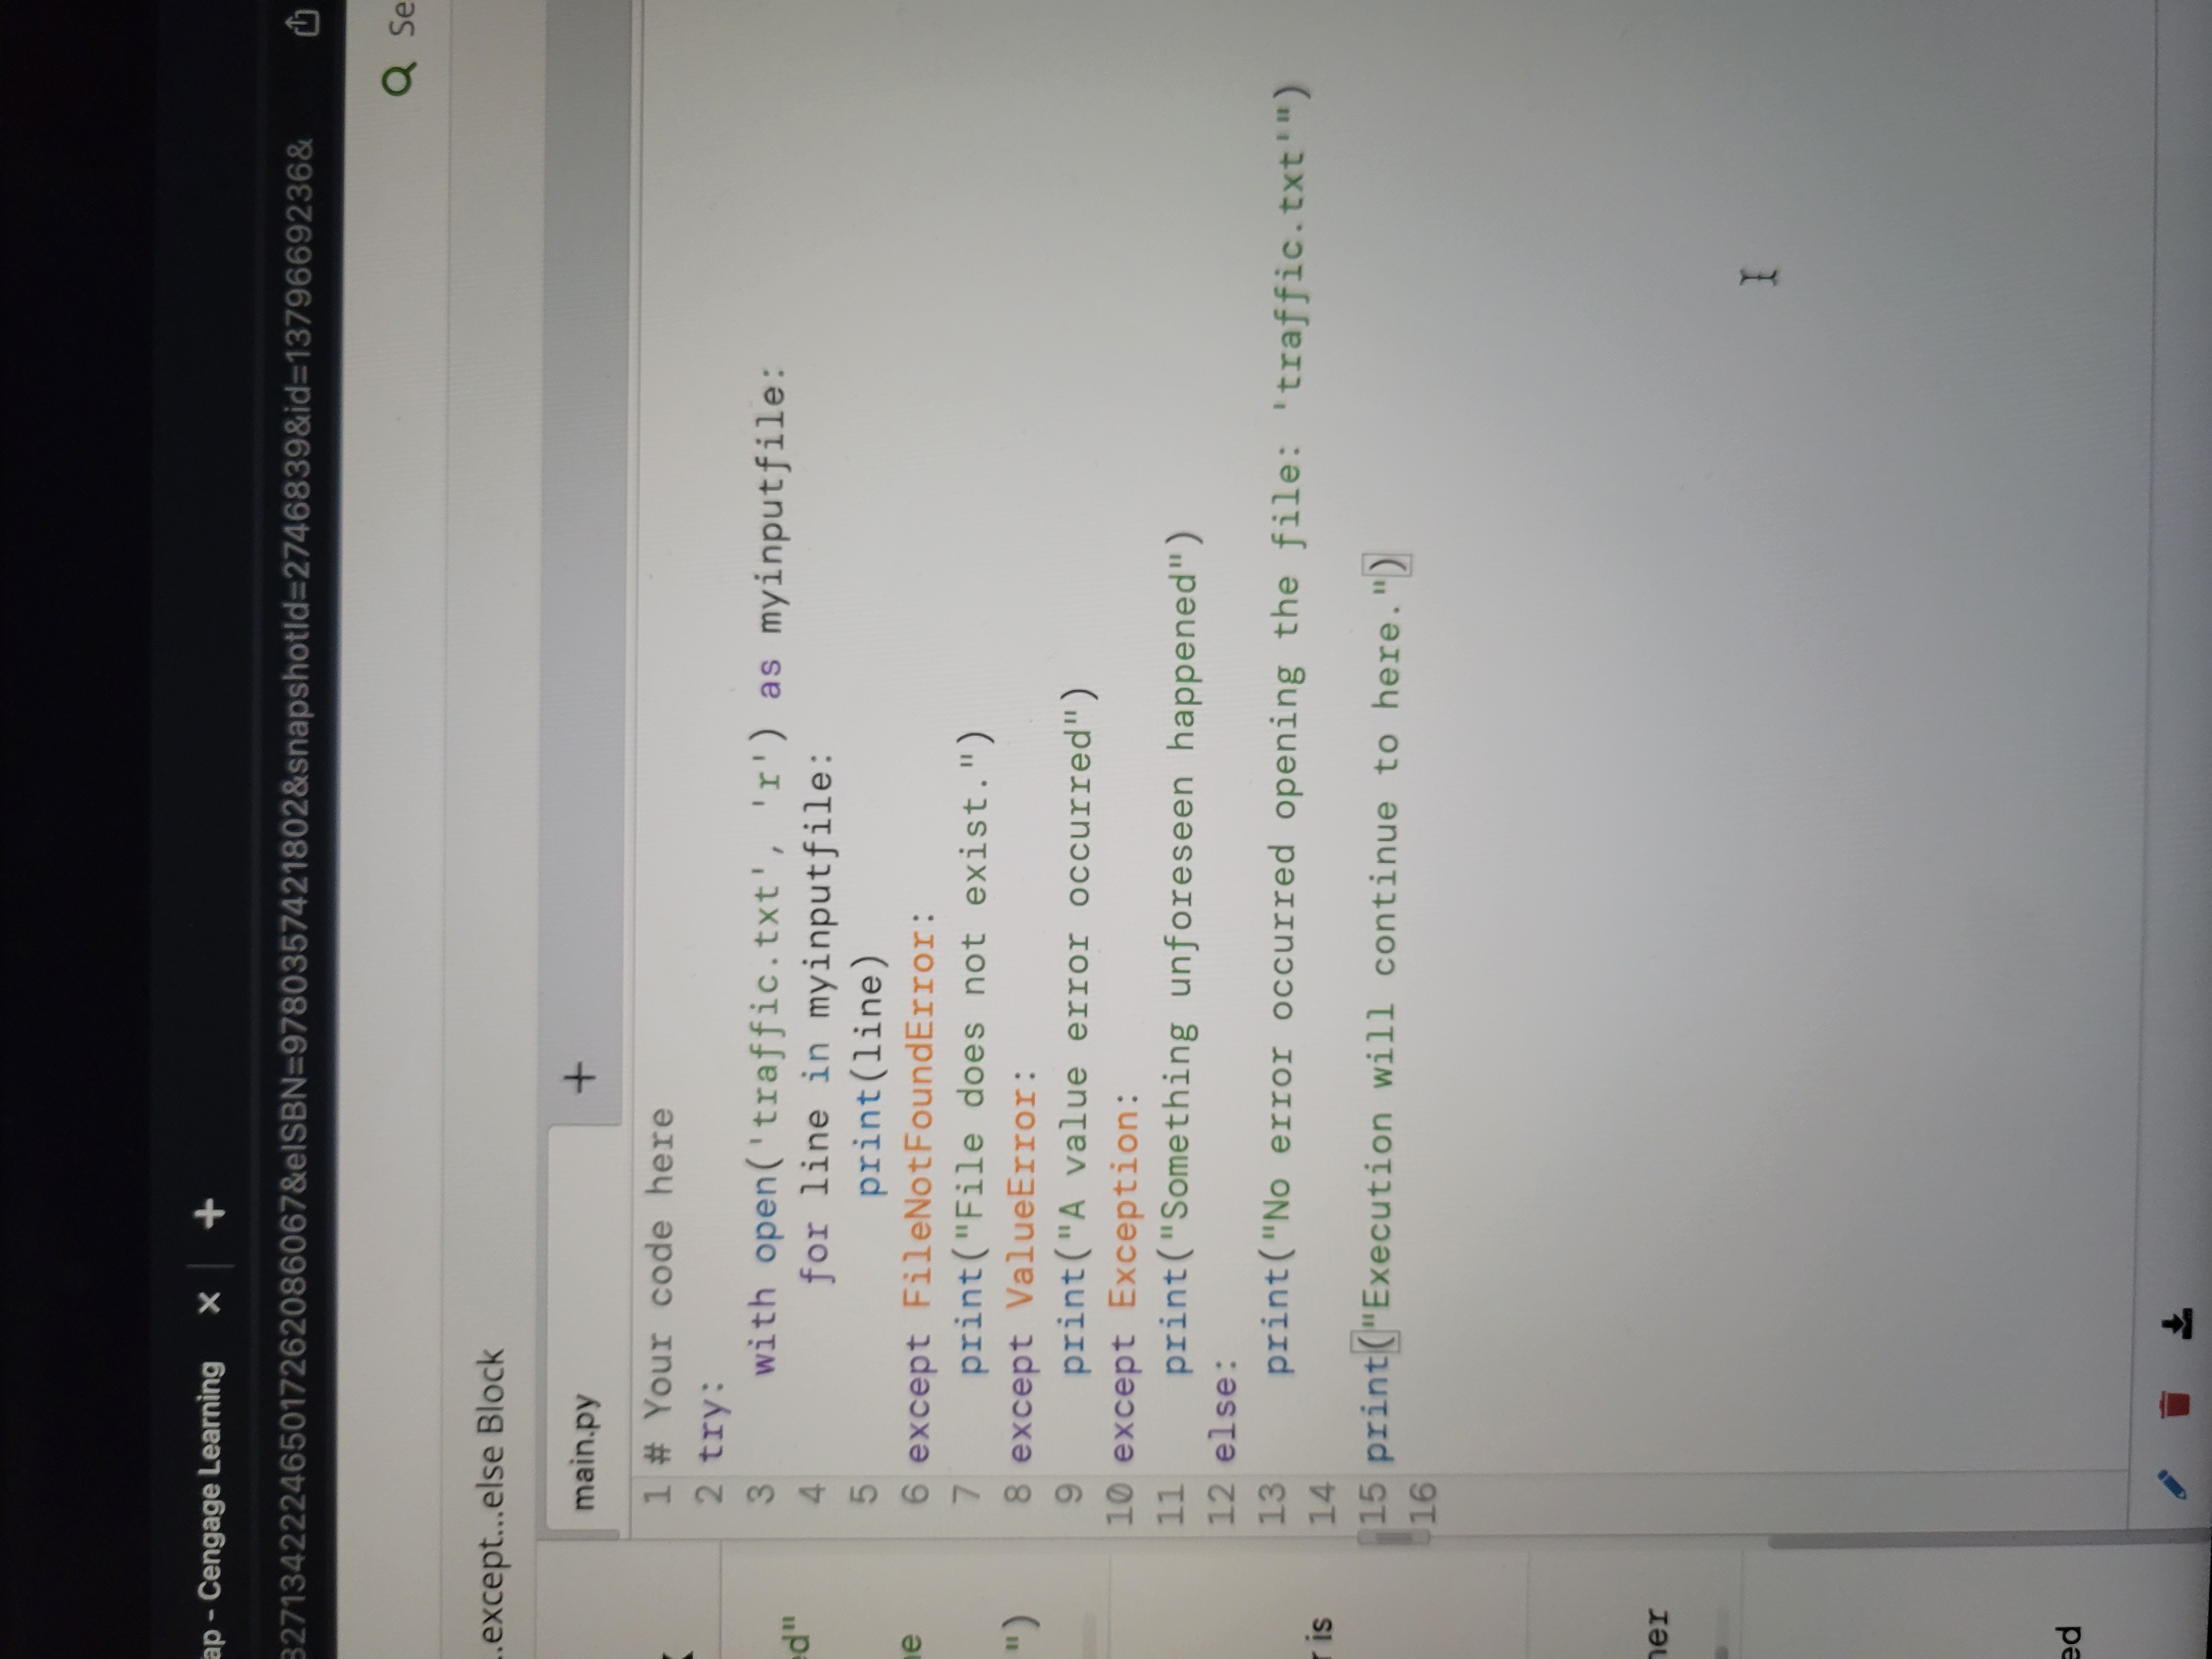 ap - Cengage Learning
827134222465017262086067&eISBN=9780357421802&snapshotId=2746839&id=1379669236&
Se
...except...else Block
main.py
1 # Your code here
2 try:
3     with open('traffic.txt', 'r') as myinputfile:
4         for line in myinputfile:
5             print(line)
6 except FileNotFoundError:
7     print("File does not exist.")
8 except ValueError:
9     print("A value error occurred")
10 except Exception:
11     print("Something unforeseen happened")
12 else:
13     print("No error occurred opening the file: 'traffic.txt'")
14
15 print("Execution will continue to here.")
16
ed"
")
r is
ed